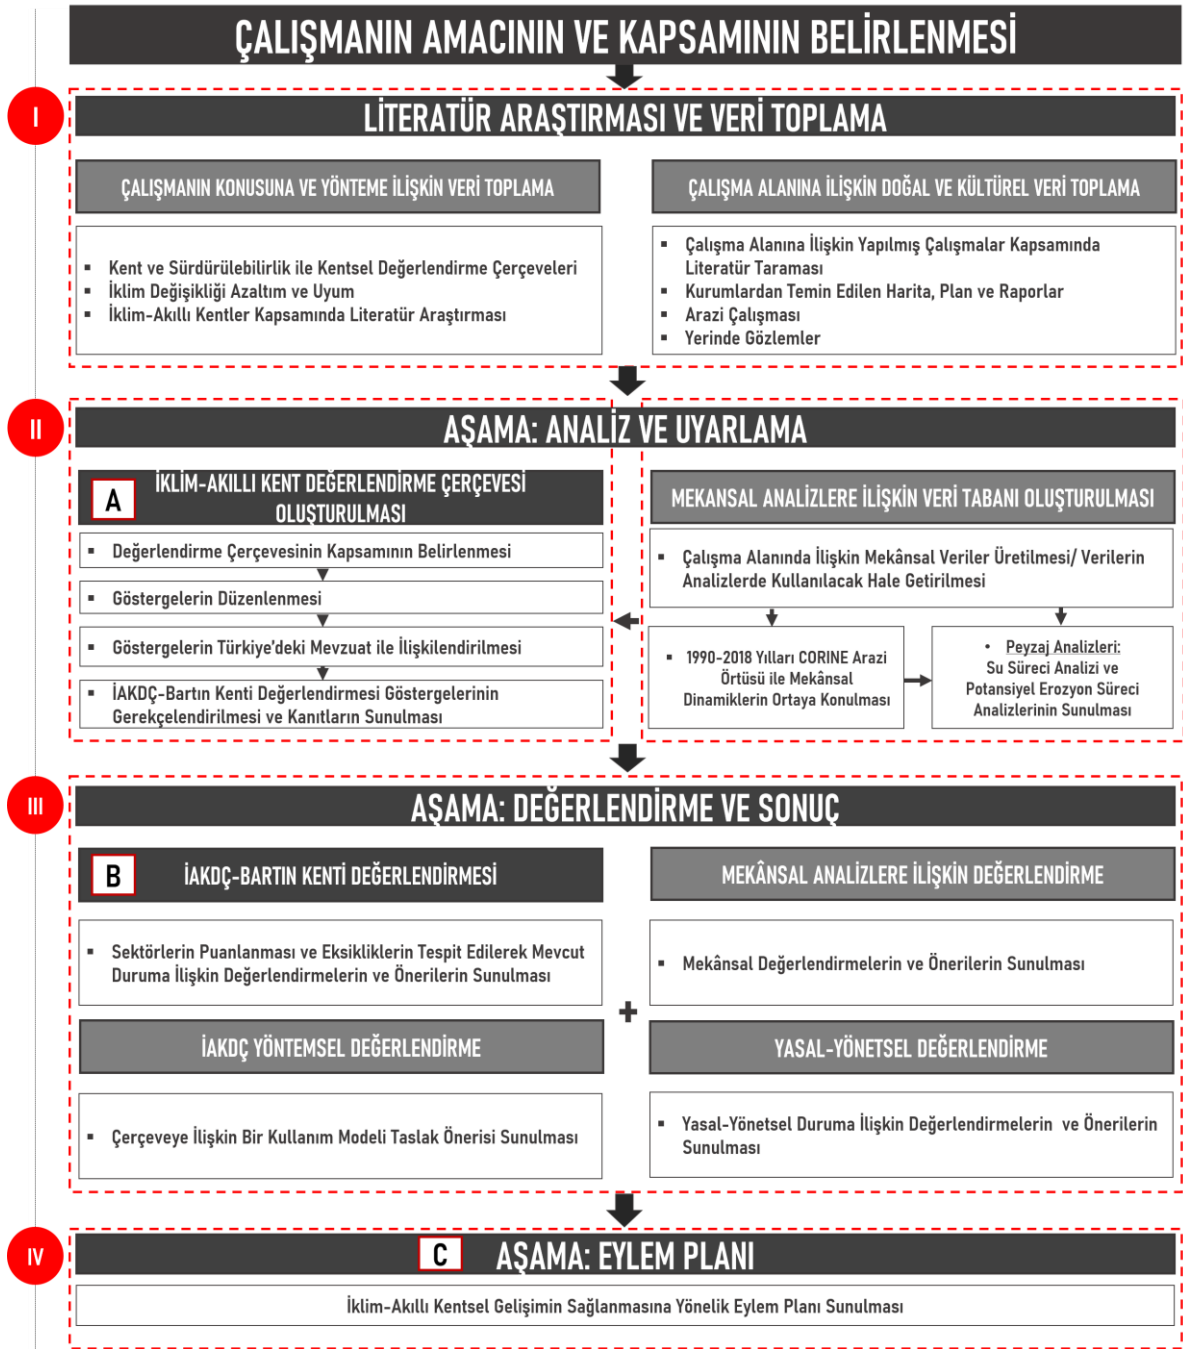 ÇALIŞMANIN AMACININ VE KAPSAMININ BELİRLENMESİ
I
LİTERATÜR ARAŞTIRMASI VE VERİ TOPLAMA
ÇALIŞMANIN KONUSUNA VE YÖNTEME İLİŞKİN VERİ TOPLAMA
▪ Kent ve Sürdürülebilirlik ile Kentsel Değerlendirme Çerçeveleri
▪ İklim Değişikliği Azaltım ve Uyum
▪ İklim-Akıllı Kentler Kapsamında Literatür Araştırması
ÇALIŞMA ALANINA İLİŞKİN DOĞAL VE KÜLTÜREL VERİ TOPLAMA
▪ Çalışma Alanına İlişkin Yapılmış Çalışmalar Kapsamında
Literatür Taraması
▪ Kurumlardan Temin Edilen Harita, Plan ve Raporlar
▪ Arazi Çalışması
▪ Yerinde Gözlemler
II
AŞAMA: ANALİZ VE UYARLAMA
A
İKLİM-AKILLI KENT DEĞERLENDİRME ÇERÇEVESİ
OLUŞTURULMASI
▪ Değerlendirme Çerçevesinin Kapsamının Belirlenmesi
▪ Göstergelerin Düzenlenmesi
▪ Göstergelerin Türkiye'deki Mevzuat ile İlişkilendirilmesi
▪ İAKDÇ-Bartın Kenti Değerlendirmesi Göstergelerinin
Gerekçelendirilmesi ve Kanıtların Sunulması
MEKANSAL ANALİZLERE İLİŞKİN VERİ TABANI OLUŞTURULMASI
▪ Çalışma Alanında İlişkin Mekânsal Veriler Üretilmesi/ Verilerin
Analizlerde Kullanılacak Hale Getirilmesi
▪ 1990-2018 Yılları CORINE Arazi
Örtüsü ile Mekânsal
Dinamiklerin Ortaya Konulması
• Peyzaj Analizleri:
Su Süreci Analizi ve
Potansiyel Erozyon Süreci
Analizlerinin Sunulması
III
AŞAMA: DEĞERLENDİRME VE SONUÇ
B
İAKDÇ-BARTIN KENTİ DEĞERLENDİRMESİ
▪ Sektörlerin Puanlanması ve Eksikliklerin Tespit Edilerek Mevcut
Duruma İlişkin Değerlendirmelerin ve Önerilerin Sunulması
MEKÂNSAL ANALİZLERE İLİŞKİN DEĞERLENDİRME
▪ Mekânsal Değerlendirmelerin ve Önerilerin Sunulması
İAKDÇ YÖNTEMSEL DEĞERLENDİRME
▪ Çerçeveye İlişkin Bir Kullanım Modeli Taslak Önerisi Sunulması
YASAL-YÖNETSEL DEĞERLENDİRME
▪ Yasal-Yönetsel Duruma İlişkin Değerlendirmelerin ve Önerilerin
Sunulması
IV
C
AŞAMA: EYLEM PLANI
İklim-Akıllı Kentsel Gelişimin Sağlanmasına Yönelik Eylem Planı Sunulması